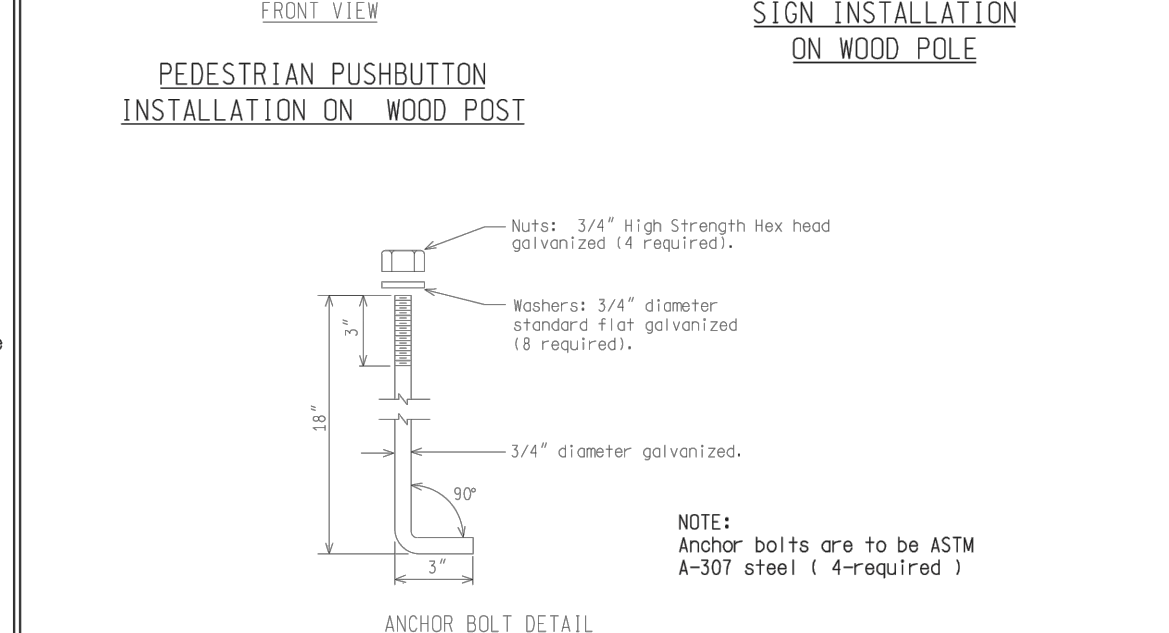 FRONT VIEW
SIGN INSTALLATION
ON WOOD POLE
PEDESTRIAN PUSHBUTTON
INSTALLATION ON WOOD POST
Nuts: 3/4" High Strength Hex head
galvanized (4 required).
Washers: 3/4" diameter
standard flat galvanized
(8 required).
3"
18"
3/4" diameter galvanized.
90°
3"
NOTE:
Anchor bolts are to be ASTM
A-307 steel ( 4-required )
ANCHOR BOLT DETAIL